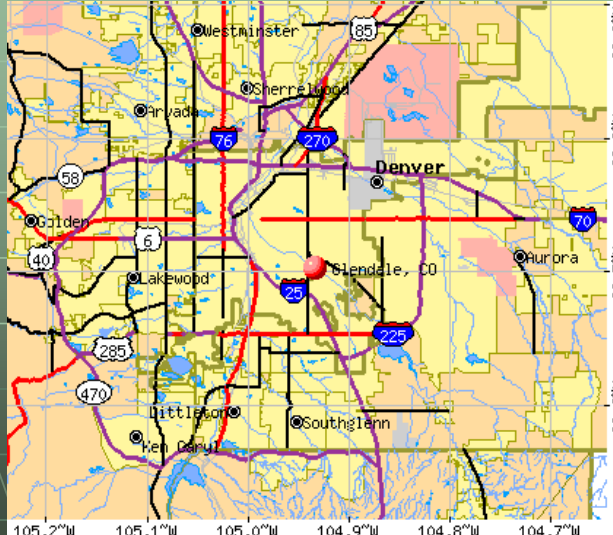 Westminster
85
Sherrelwood
Arvada
76
270
Denver
58
Golden
70
6
40
Aurora
Glendale, CO
Lakewood
25
225
285
470
Littleton
Southglenn
Ken Caryl
105.2°W 105.1°W 105.0°W 104.9°W 104.8°W 104.7°W